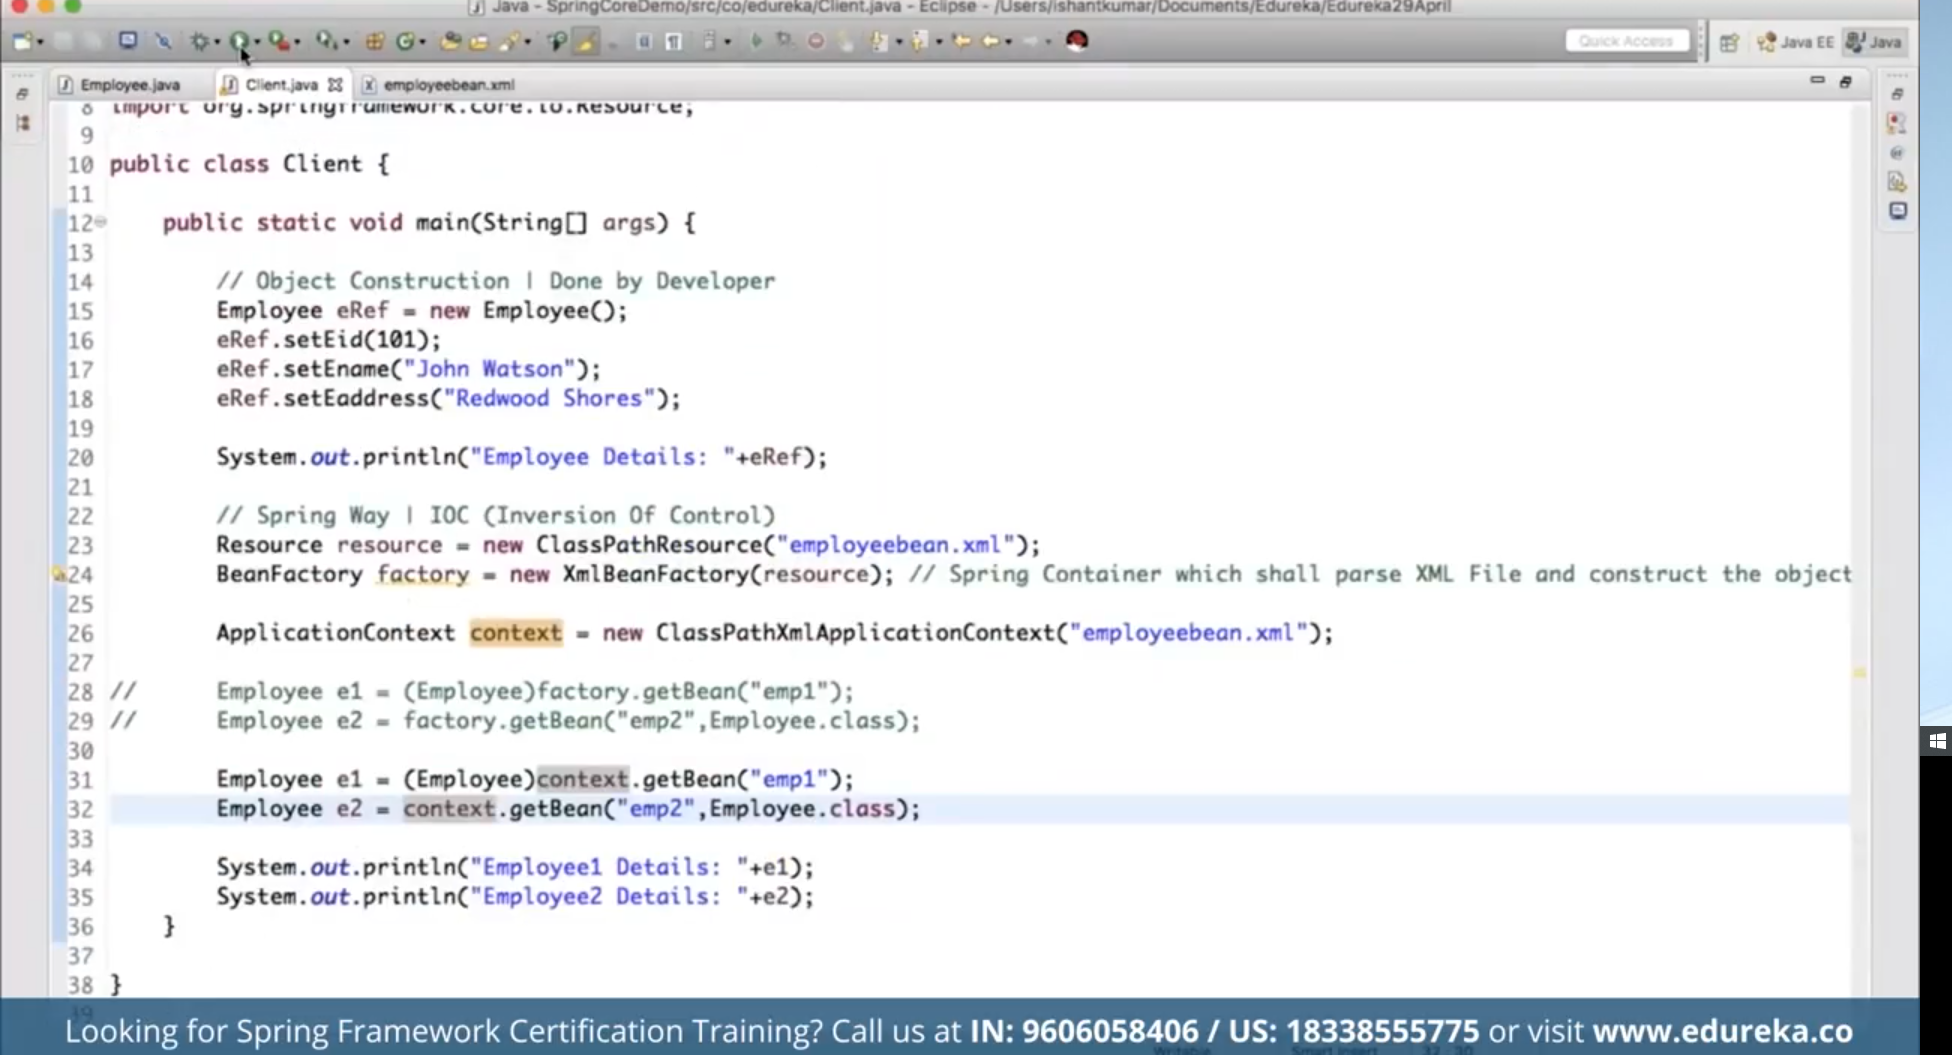 Java - SpringCoreDemo/src/co/edureka/Client.java - Eclipse - /Users/ishantkumar/Documents/Edureka/Edureka29April
Quick Access
Java EE
Java
Employee.java
Client.java
employeebean.xml
8 import org.springframework.core.io.Resource;
9
10 public class Client {
11
12 public static void main(String[] args) {
13
14 // Object Construction | Done by Developer
15 Employee eRef = new Employee();
16 eRef.setEid(101);
17 eRef.setEname("John Watson");
18 eRef.setEaddress("Redwood Shores");
19
20 System.out.println("Employee Details: "+eRef);
21
22 // Spring Way | IOC (Inversion Of Control)
23 Resource resource = new ClassPathResource("employeebean.xml");
24 BeanFactory factory = new XmlBeanFactory(resource); // Spring Container which shall parse XML File and construct the object
25
26 ApplicationContext context = new ClassPathXmlApplicationContext("employeebean.xml");
27
28 // Employee e1 = (Employee)factory.getBean("emp1");
29 // Employee e2 = factory.getBean("emp2",Employee.class);
30
31 Employee e1 = (Employee)context.getBean("emp1");
32 Employee e2 = context.getBean("emp2",Employee.class);
33
34 System.out.println("Employee1 Details: "+e1);
35 System.out.println("Employee2 Details: "+e2);
36 }
37
38 }
39
Looking for Spring Framework Certification Training? Call us at IN: 9606058406 / US: 18338555775 or visit www.edureka.co